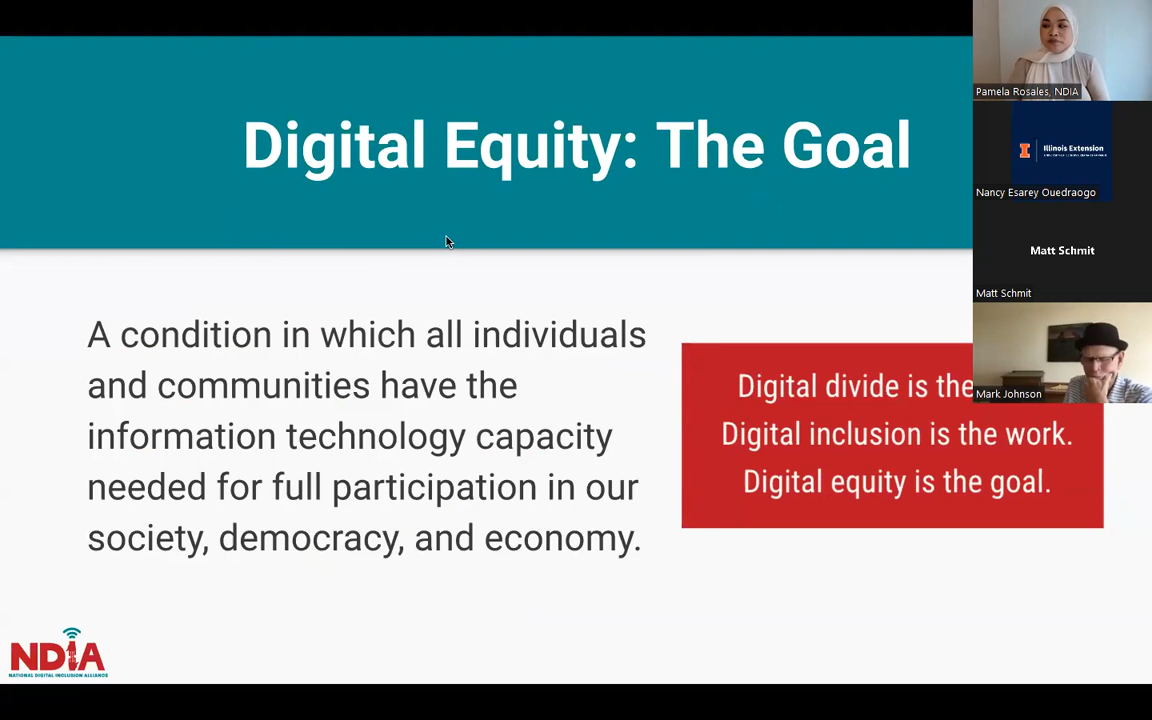 Digital Equity: The Goal
A condition in which all individuals
and communities have the
information technology capacity
needed for full participation in our
society, democracy, and economy.
Digital divide is the
Digital inclusion is the work.
Digital equity is the goal.
NDIA
NATIONAL DIGITAL INCLUSION ALLIANCE
Pamela Rosales, NDIA
I Illinois Extension
Nancy Esarey Ouedraogo
Matt Schmit
Matt Schmit
Mark Johnson